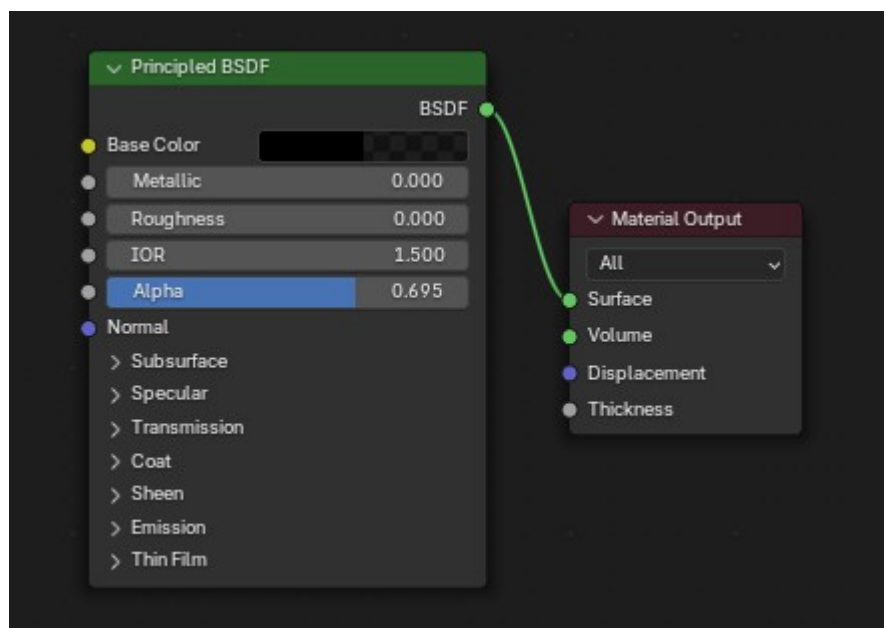 Principled BSDF
BSDF
Base Color
Metallic 0.000
Roughness 0.000
IOR 1.500
Alpha 0.695
Normal
Subsurface
Specular
Transmission
Coat
Sheen
Emission
Thin Film
Material Output
All
Surface
Volume
Displacement
Thickness